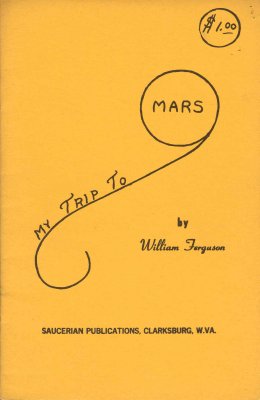 $1.00
MARS
MY TRIP TO
by
William Ferguson
SAUCERIAN PUBLICATIONS, CLARKSBURG, W.VA.